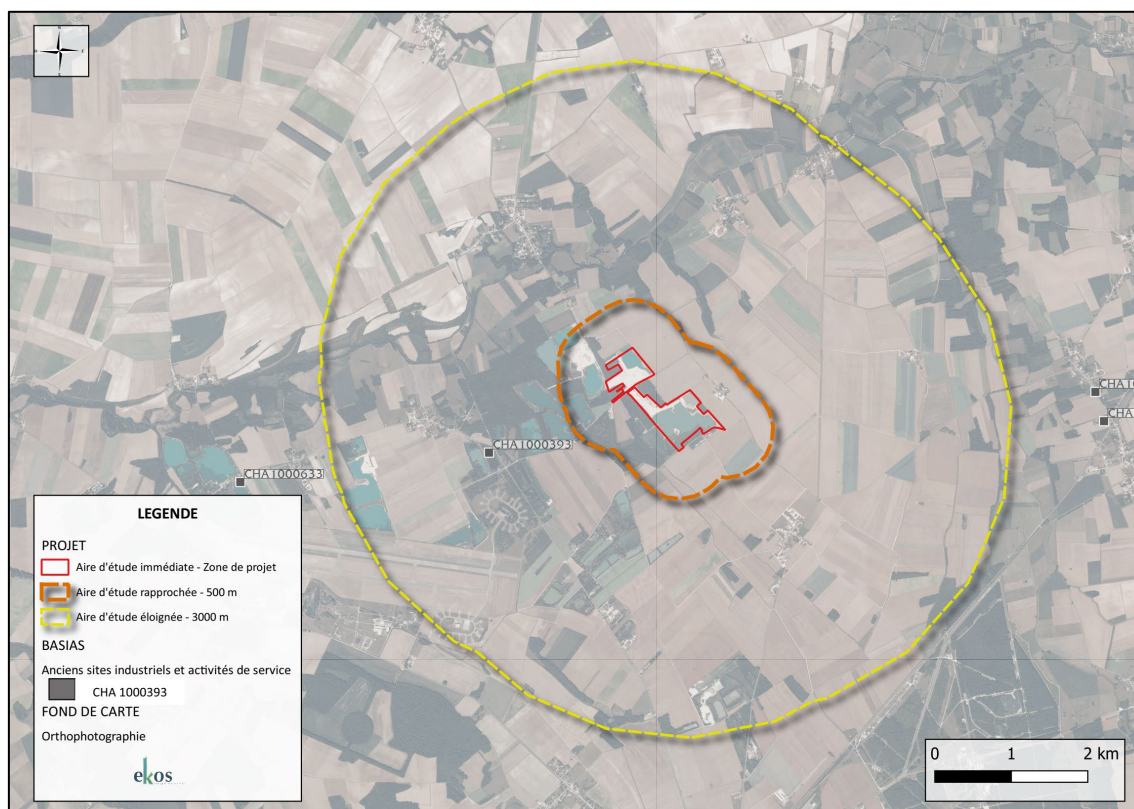 CHA10
CHA
CHA1000393
CHA1000633
LEGENDE
PROJET
Aire d'étude immédiate - Zone de projet
Aire d'étude rapprochée - 500 m
Aire d'étude éloignée - 3000 m
BASIAS
Anciens sites industriels et activités de service
CHA 1000393
FOND DE CARTE
Orthophotographie
ekos
0 1 2 km